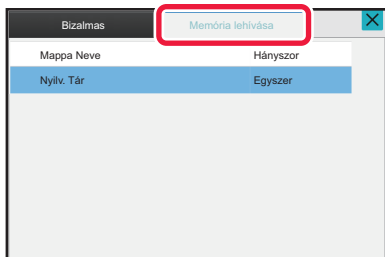 Bizalmas Memória lehívása
Mappa Neve Hányszor
Nyilv. Tár Egyszer